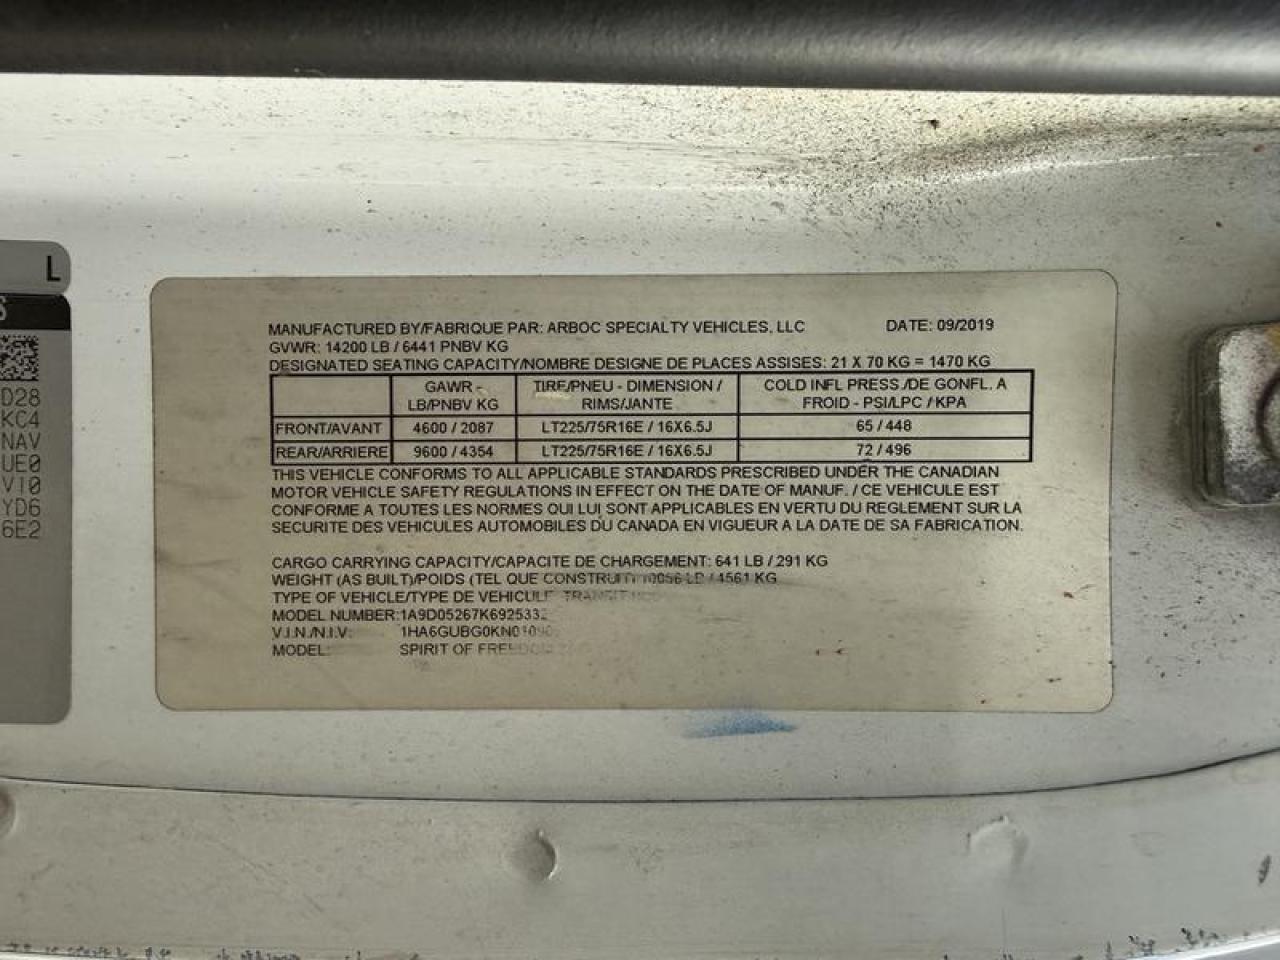 L
S
D28
KC4
NAV
UE0
VI0
YD6
6E2
MANUFACTURED BY/FABRIQUE PAR: ARBOC SPECIALTY VEHICLES, LLC DATE: 09/2019
GVWR: 14200 LB / 6441 PNBV KG
DESIGNATED SEATING CAPACITY/NOMBRE DESIGNE DE PLACES ASSISES: 21 X 70 KG = 1470 KG
GAWR - TIRE/PNEU - DIMENSION / COLD INFL PRESS./DE GONFL. A
LB/PNBV KG RIMS/JANTE FROID - PSI/LPC / KPA
FRONT/AVANT 4600 / 2087 LT225/75R16E / 16X6.5J 65 / 448
REAR/ARRIERE 9600 / 4354 LT225/75R16E / 16X6.5J 72 / 496
THIS VEHICLE CONFORMS TO ALL APPLICABLE STANDARDS PRESCRIBED UNDER THE CANADIAN
MOTOR VEHICLE SAFETY REGULATIONS IN EFFECT ON THE DATE OF MANUF. / CE VEHICULE EST
CONFORME A TOUTES LES NORMES QUI LUI SONT APPLICABLES EN VERTU DU REGLEMENT SUR LA
SECURITE DES VEHICULES AUTOMOBILES DU CANADA EN VIGUEUR A LA DATE DE SA FABRICATION.
CARGO CARRYING CAPACITY/CAPACITE DE CHARGEMENT: 641 LB / 291 KG
WEIGHT (AS BUILT)/POIDS (TEL QUE CONSTRUIT) 10056 LB / 4561 KG
TYPE OF VEHICLE/TYPE DE VEHICULE TRANSIT
MODEL NUMBER:1A9D05267K6925332
V.I.N./N.I.V:
MODEL: SPIRIT OF FREEDOM